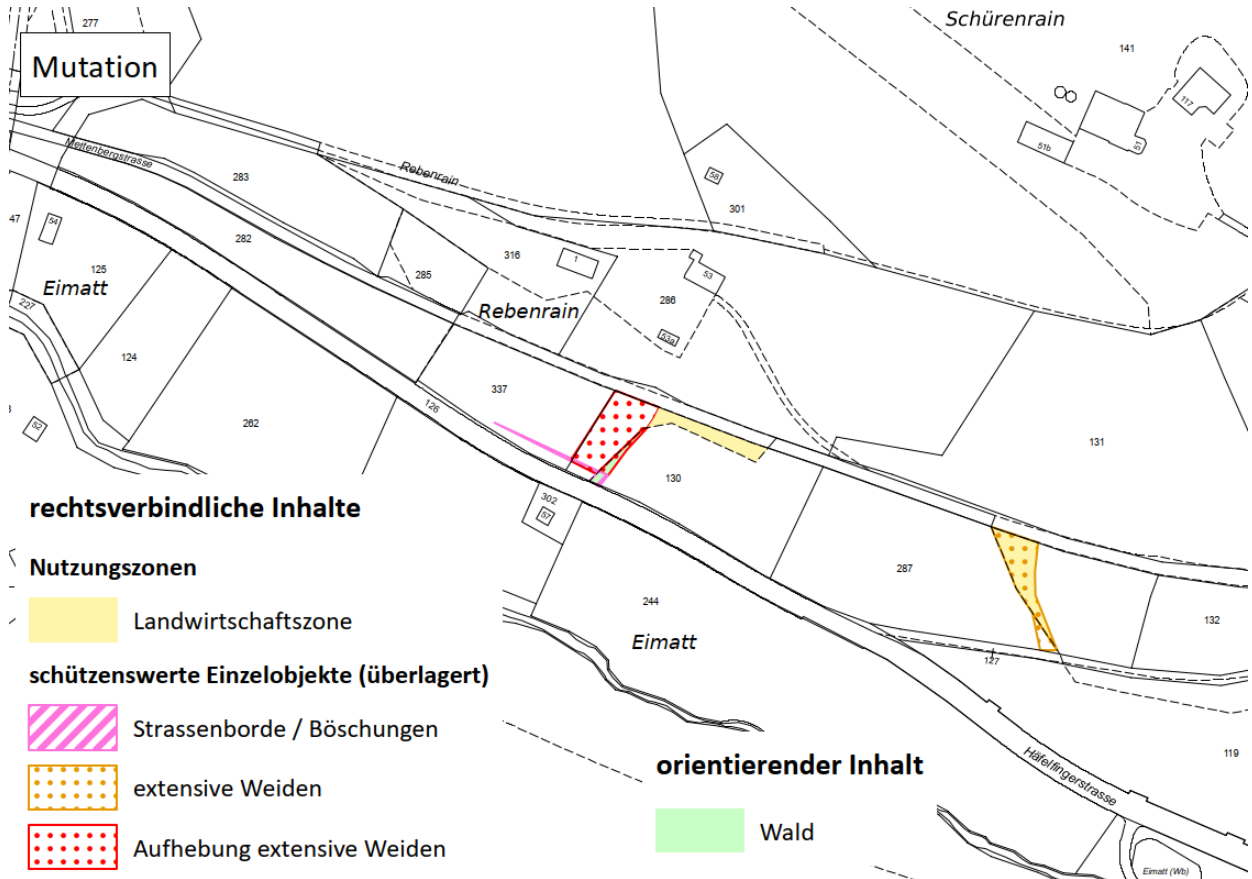 277
Schürenrain
141
Mutation
117
51b
51
Mettenbergstrasse
Rebenrain
283
58
301
47
54
282
125
Eimatt
316
1
285
53
286
227
Rebenrain
53a
124
337
126
52
262
131
130
302
57
287
244
Eimatt
132
127
119
Häfelfingerstrasse
Eimatt (Wb)
rechtsverbindliche Inhalte
Nutzungszonen
Landwirtschaftszone
schützenswerte Einzelobjekte (überlagert)
Strassenborde / Böschungen
extensive Weiden
Aufhebung extensive Weiden
orientierender Inhalt
Wald